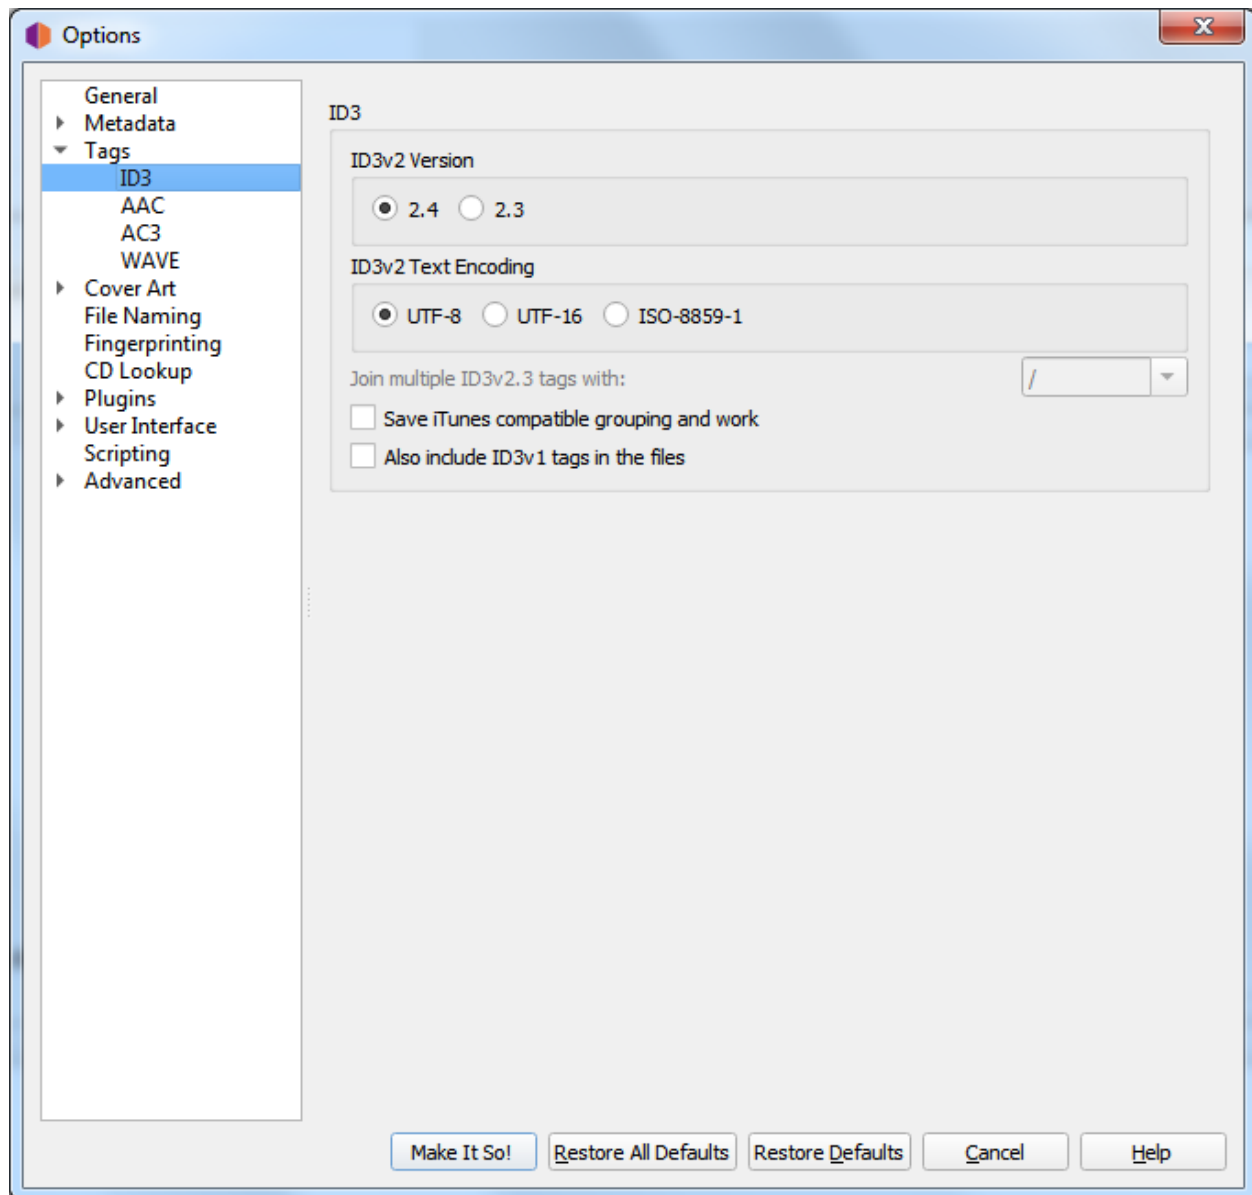 Options
General
Metadata
Tags
ID3
AAC
AC3
WAVE
Cover Art
File Naming
Fingerprinting
CD Lookup
Plugins
User Interface
Scripting
Advanced
ID3
ID3v2 Version
2.4 2.3
ID3v2 Text Encoding
UTF-8 UTF-16 ISO-8859-1
Join multiple ID3v2.3 tags with: /
Save iTunes compatible grouping and work
Also include ID3v1 tags in the files
Make It So! Restore All Defaults Restore Defaults Cancel Help